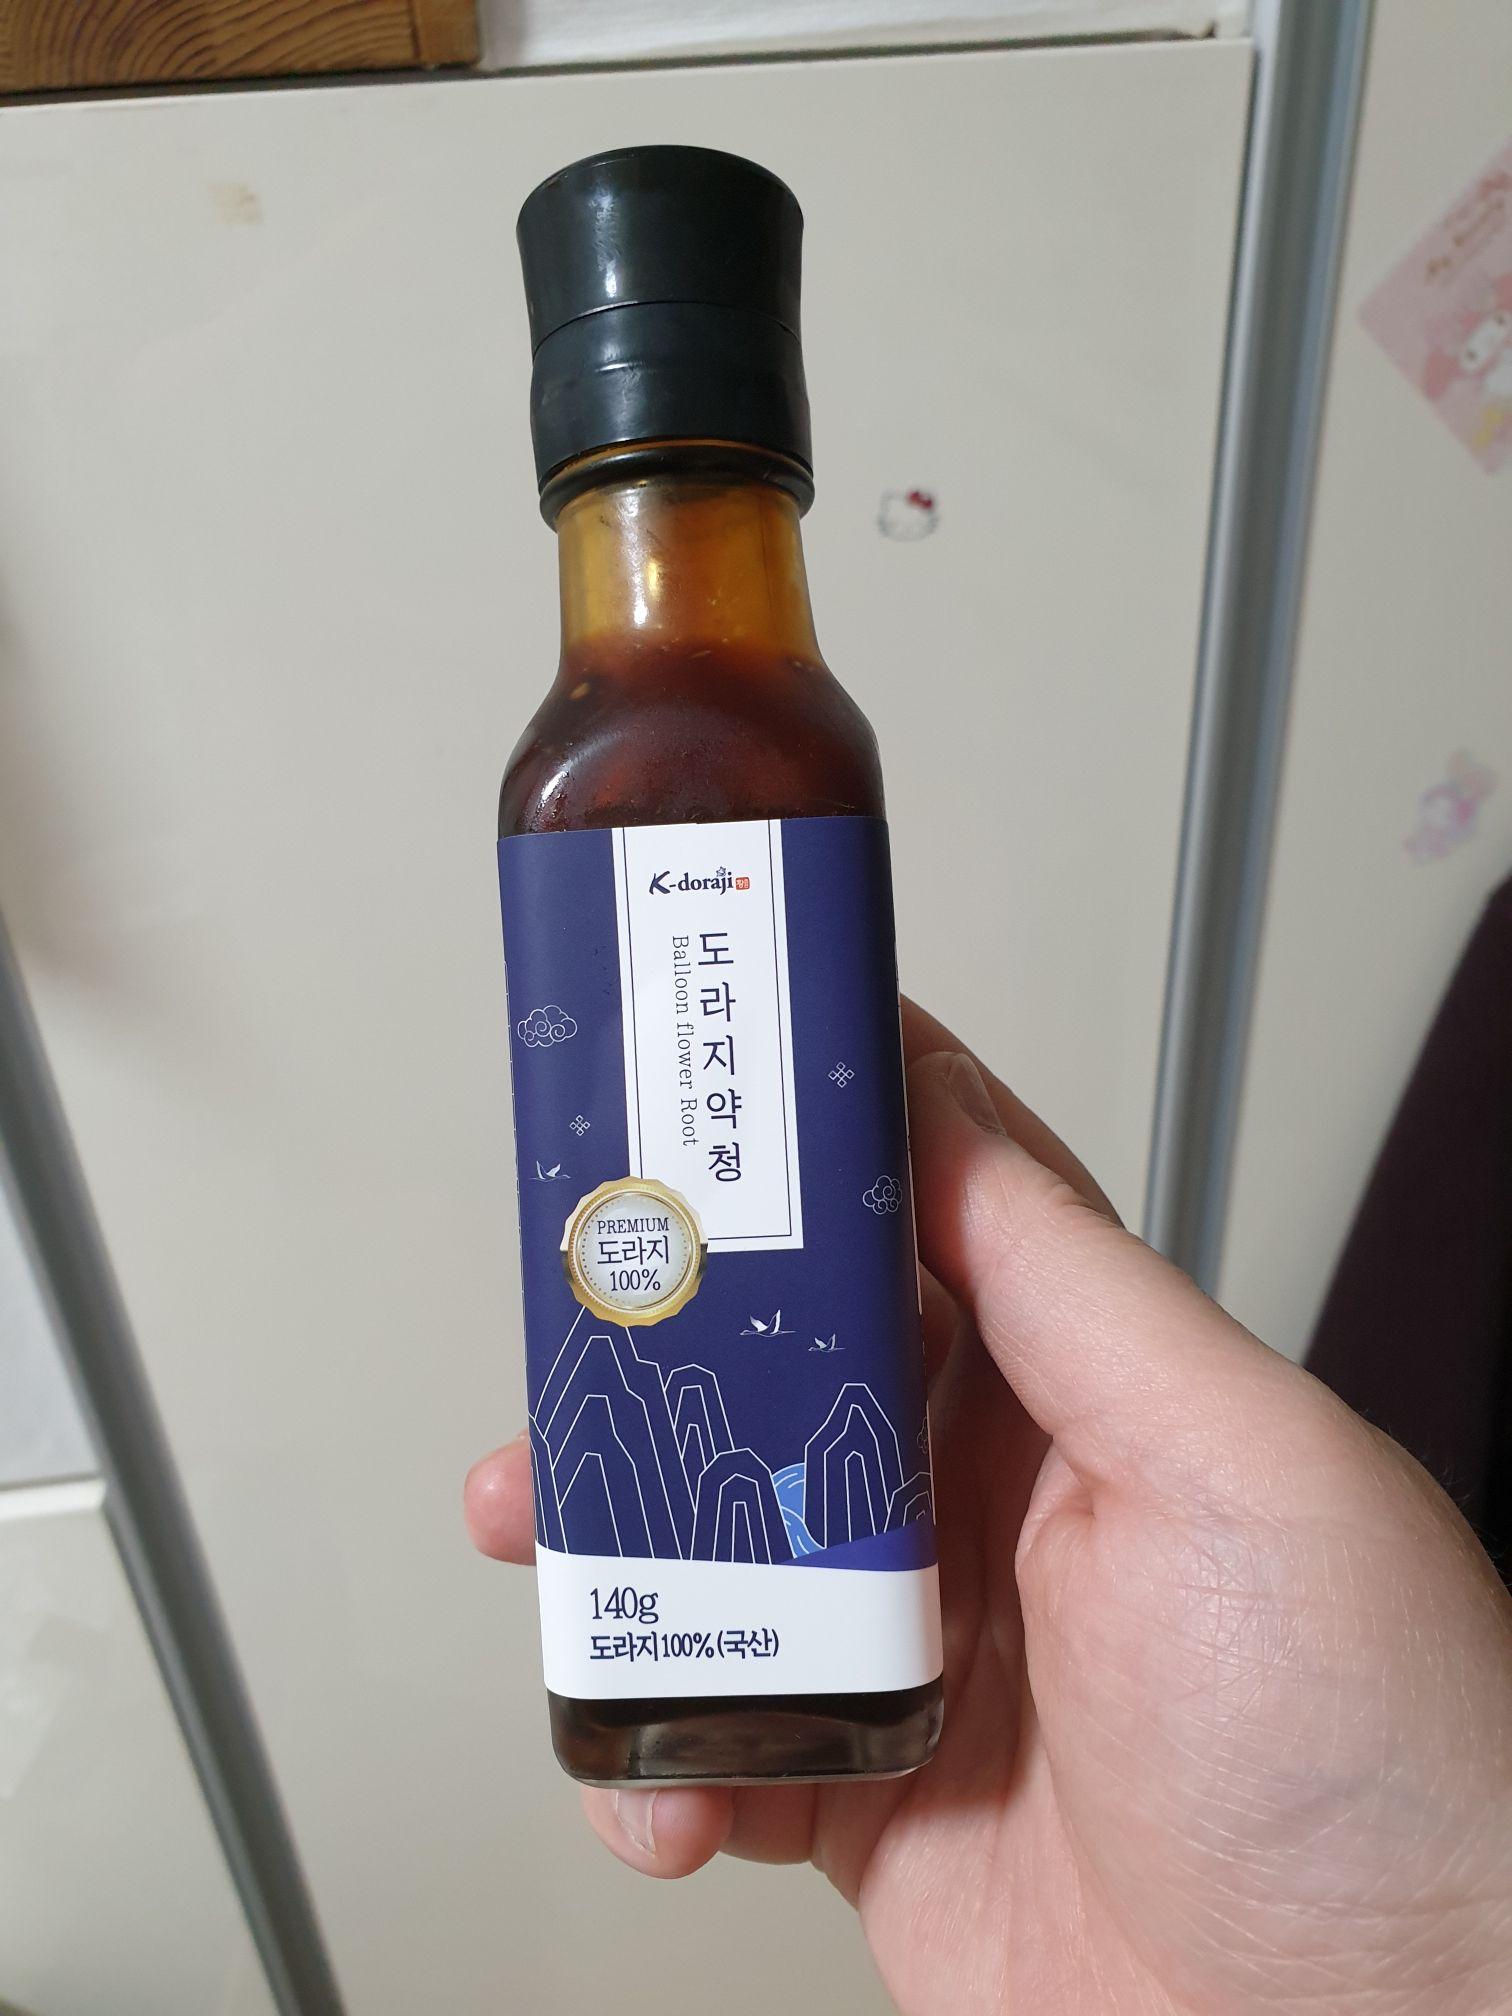 K-doraji
도라지약청
Balloon flower Root
PREMIUM
도라지
100%
140g
도라지100%(국산)